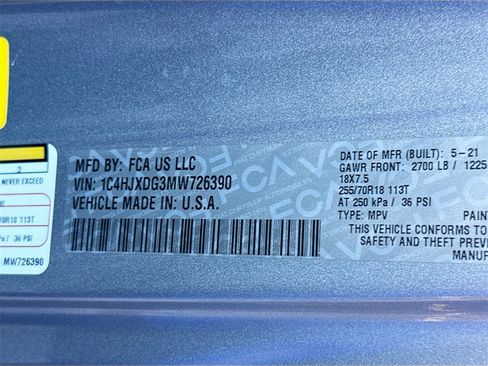 3
NEVER EXCEED
70R18 113T
36 PSI
MW726390
MFD BY: FCA US LLC
VIN: 1C4HJXDG3MW726390
VEHICLE MADE IN: U.S.A.
DATE OF MFR (BUILT): 5-21
GAWR FRONT: 2700 LB / 1225
18X7.5
255/70R18 113T
AT 250 kPa / 36 PSI
TYPE: MPV PAIN
THIS VEHICLE CONFORMS TO
SAFETY AND THEFT PREVE
MANUF